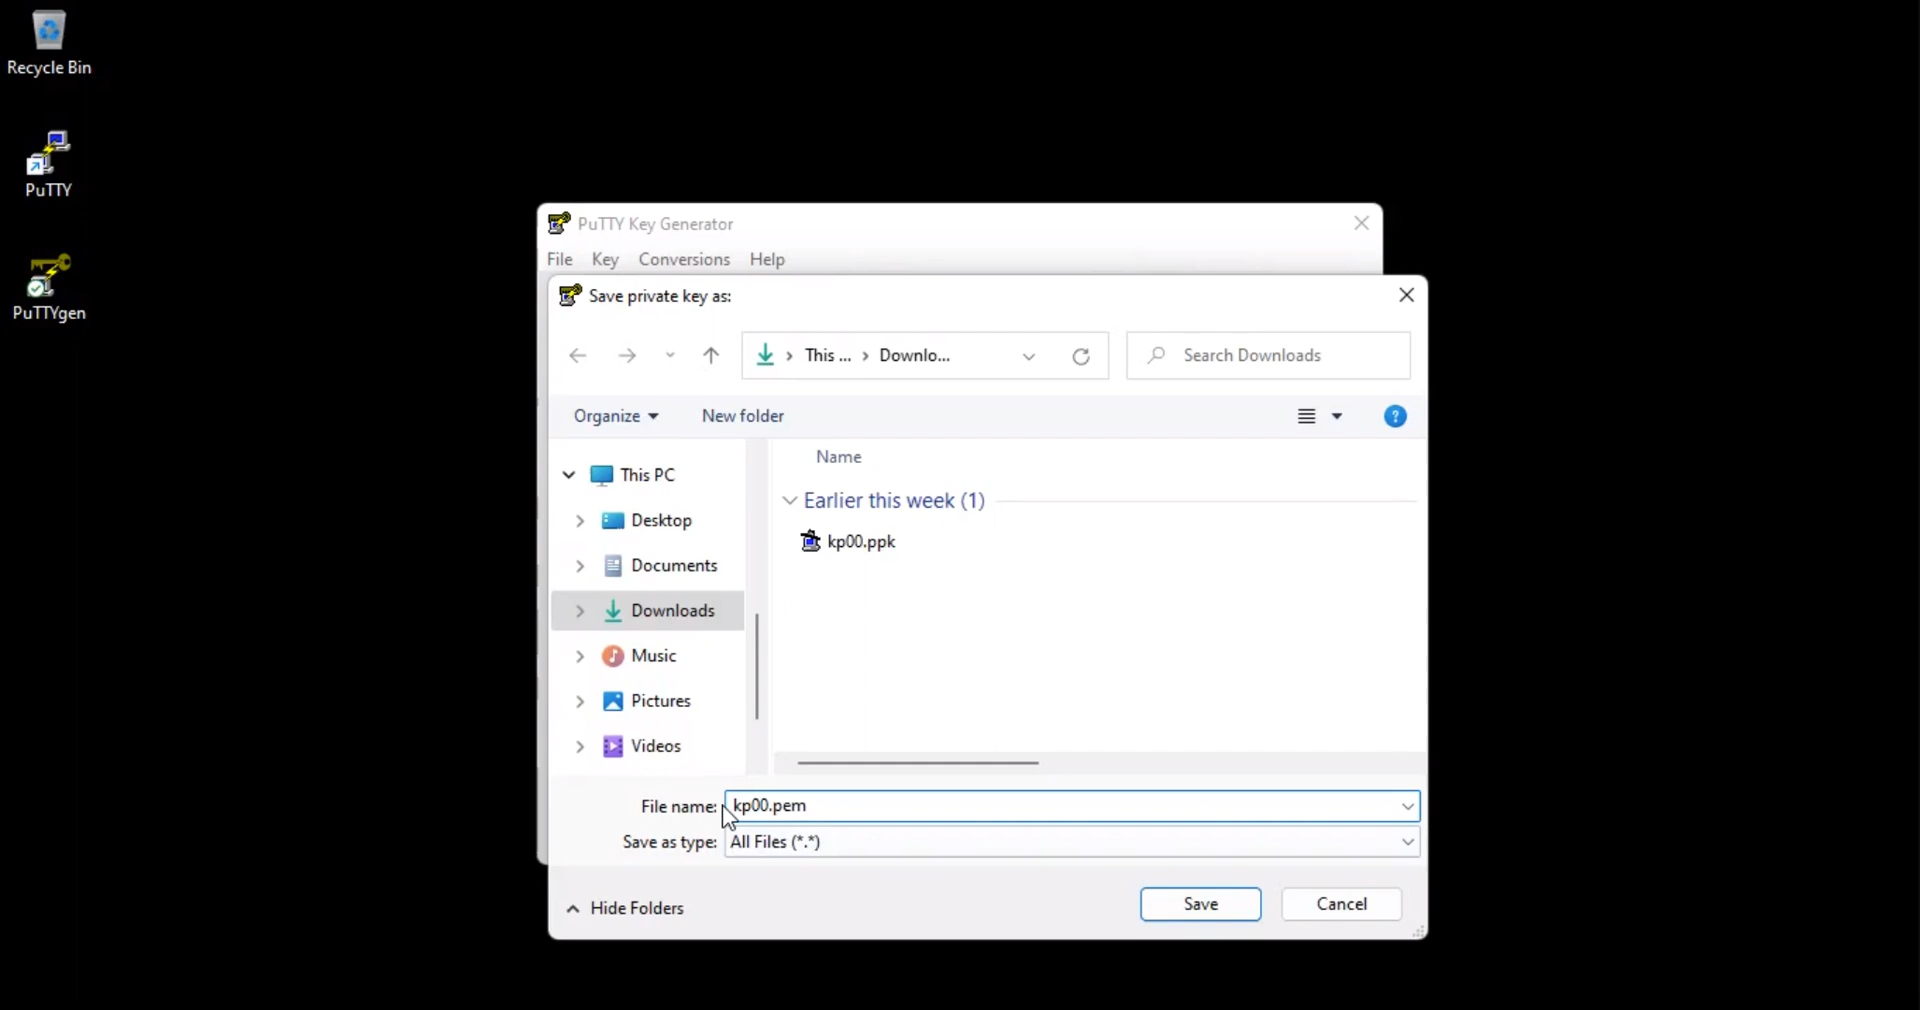 Recycle Bin
PuTTY
PuTTYgen
PuTTY Key Generator
File Key Conversions Help
Save private key as:
This ... Downlo... Search Downloads
Organize New folder
This PC
Desktop
Documents
Downloads
Music
Pictures
Videos
Name
Earlier this week (1)
kp00.ppk
File name: kp00.pem
Save as type: All Files (*.*)
Hide Folders Save Cancel